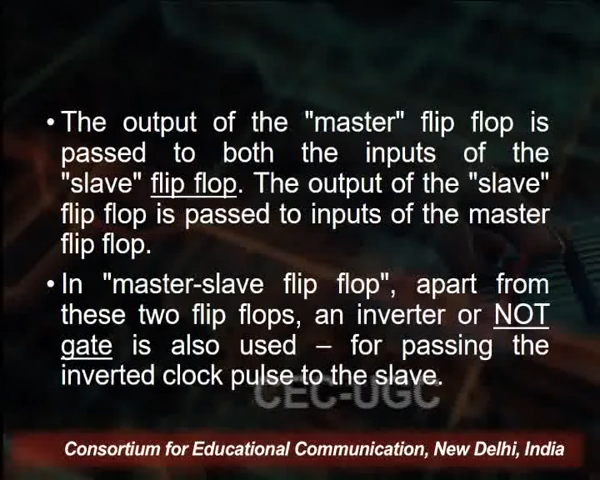 • The output of the "master" flip flop is
passed to both the inputs of the
"slave" flip flop. The output of the "slave"
flip flop is passed to inputs of the master
flip flop.
• In "master-slave flip flop", apart from
these two flip flops, an inverter or NOT
gate is also used – for passing the
inverted clock pulse to the slave.
CEC-UGC
Consortium for Educational Communication, New Delhi, India